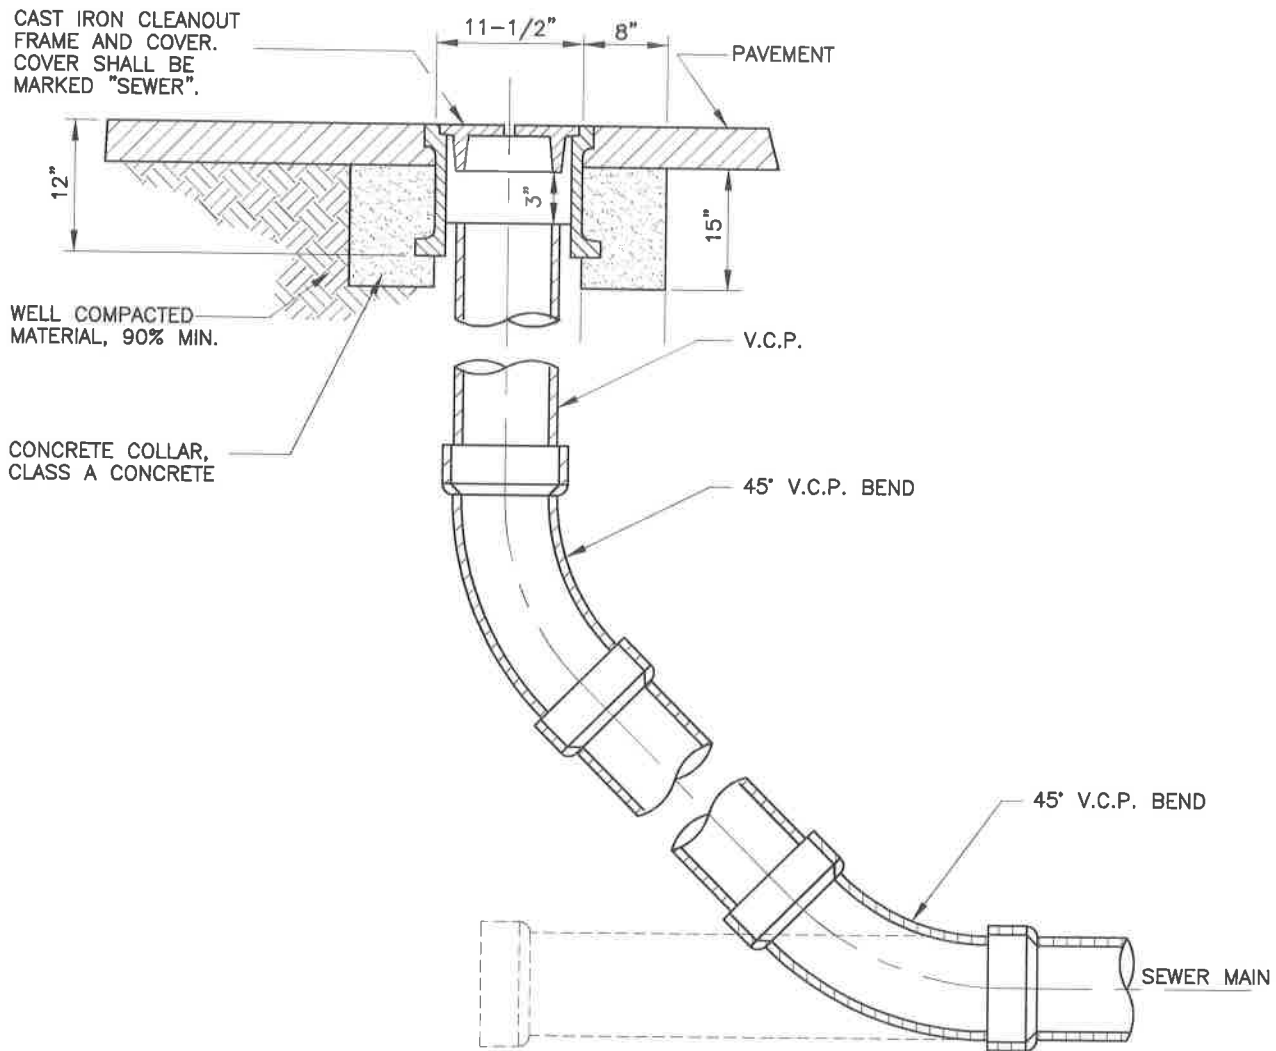 CAST IRON CLEANOUT
FRAME AND COVER.
COVER SHALL BE
MARKED "SEWER".
11-1/2"
8"
PAVEMENT
12"
3"
15"
WELL COMPACTED
MATERIAL, 90% MIN.
V.C.P.
CONCRETE COLLAR,
CLASS A CONCRETE
45° V.C.P. BEND
45° V.C.P. BEND
SEWER MAIN